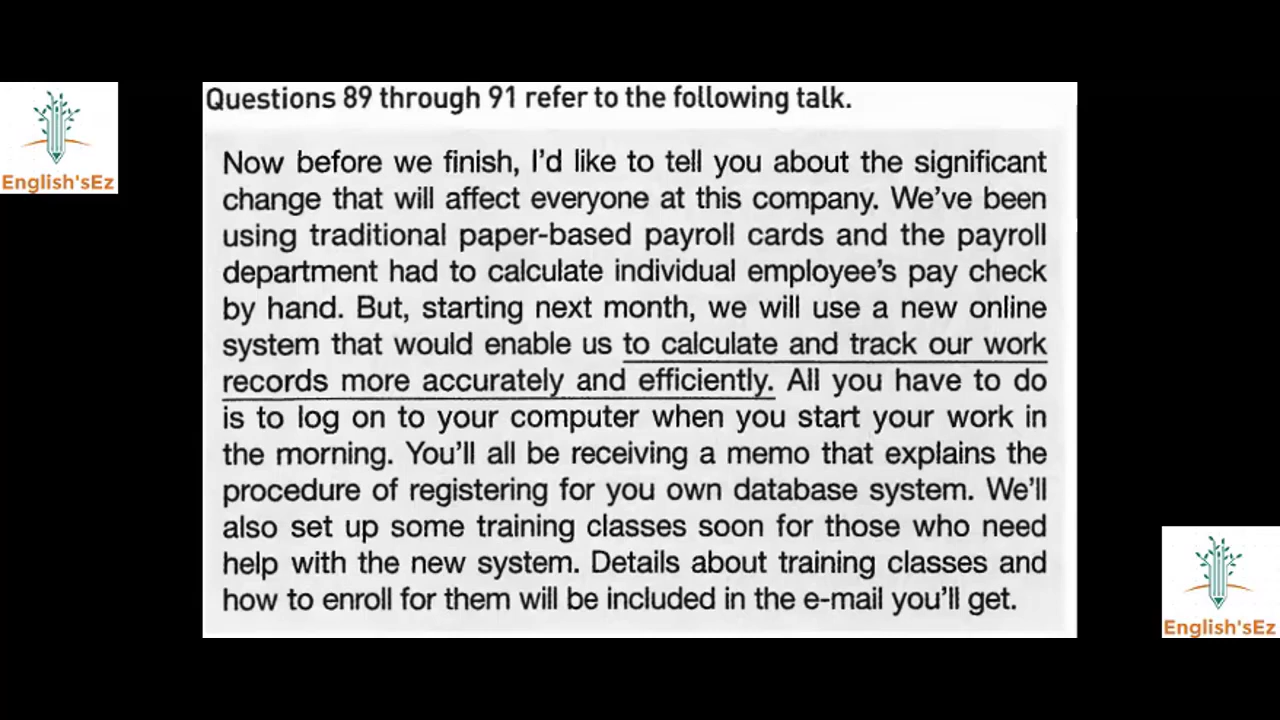 Questions 89 through 91 refer to the following talk.
Now before we finish, I'd like to tell you about the significant
change that will affect everyone at this company. We've been
using traditional paper-based payroll cards and the payroll
department had to calculate individual employee's pay check
by hand. But, starting next month, we will use a new online
system that would enable us to calculate and track our work
records more accurately and efficiently. All you have to do
is to log on to your computer when you start your work in
the morning. You'll all be receiving a memo that explains the
procedure of registering for you own database system. We'll
also set up some training classes soon for those who need
help with the new system. Details about training classes and
how to enroll for them will be included in the e-mail you'll get.
English'sEz
English'sEz